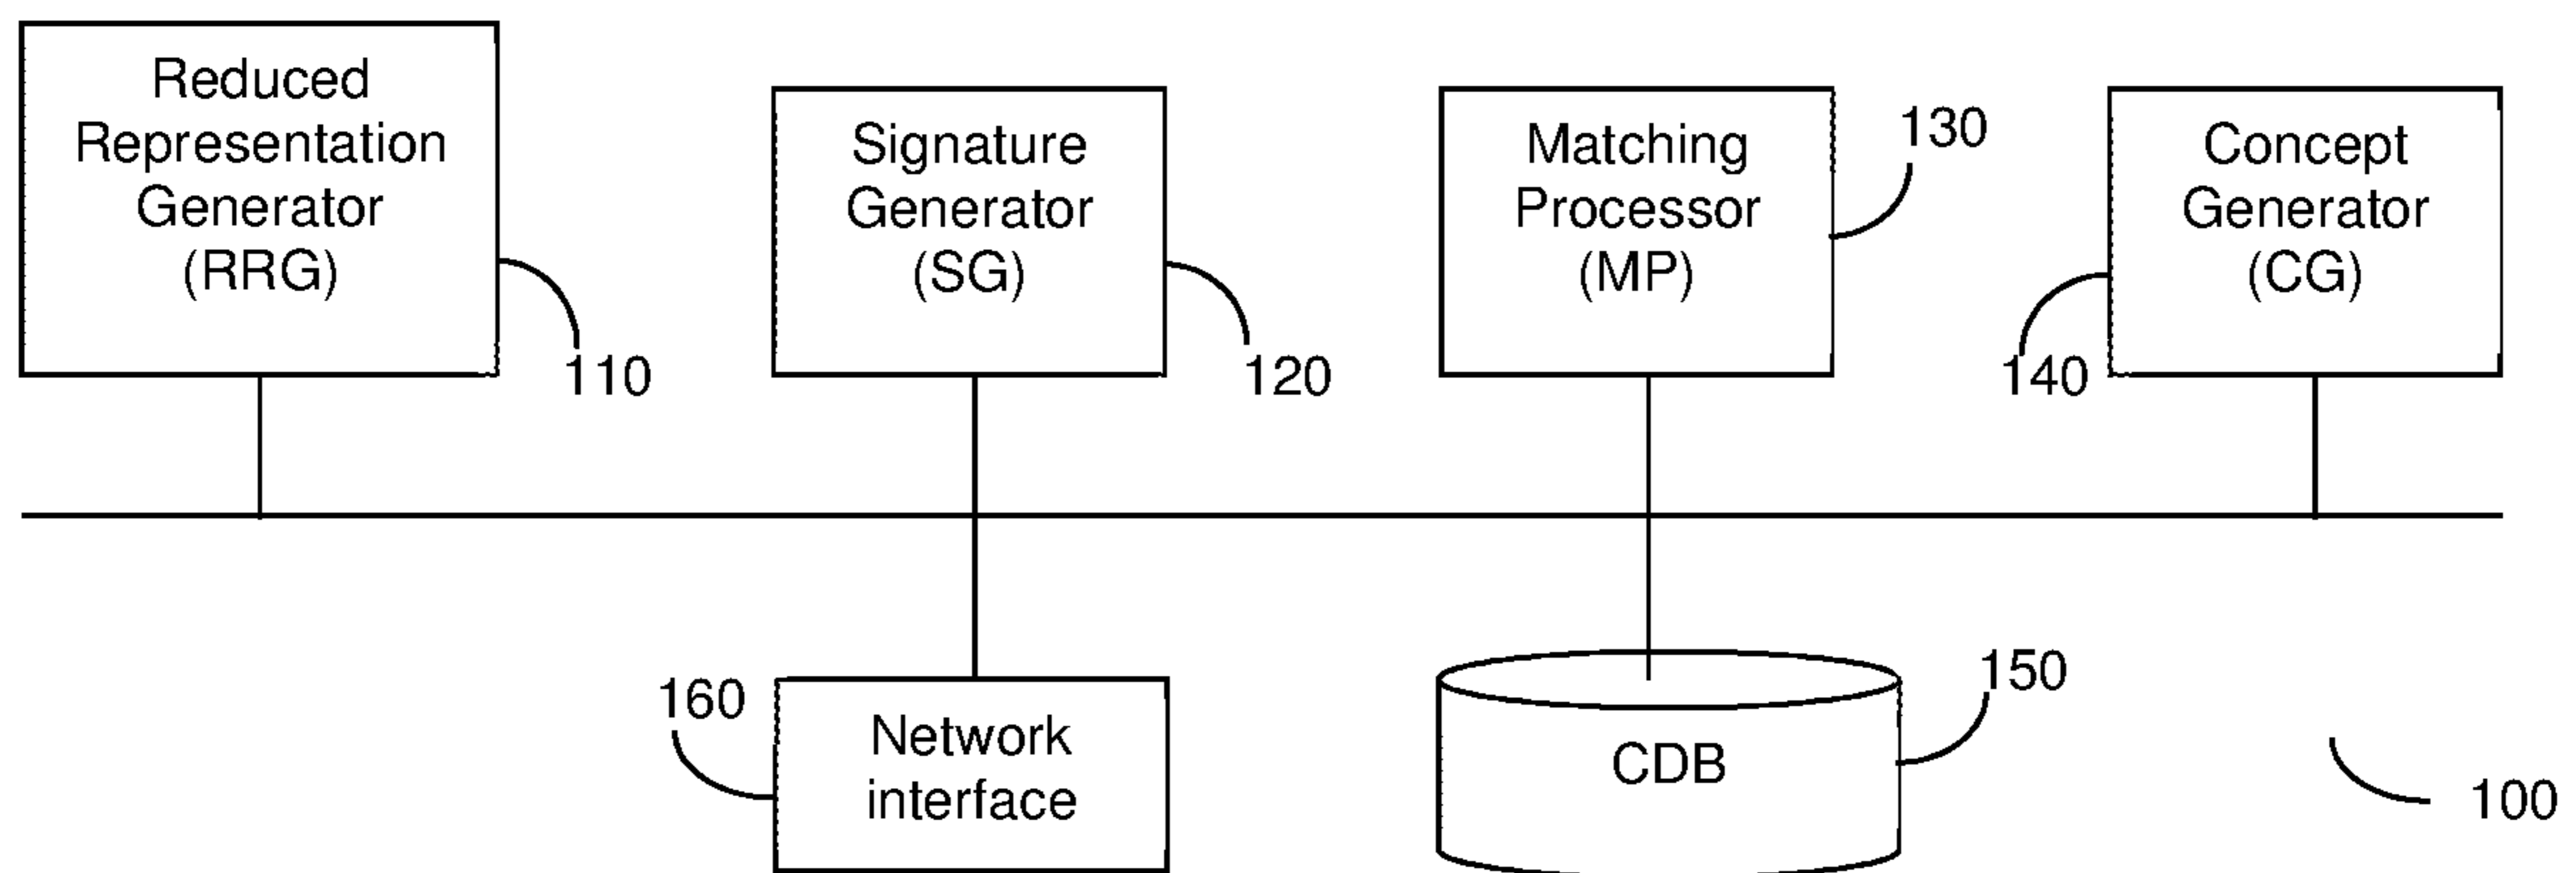 Reduced
Representation
Generator
(RRG)
110
Signature
Generator
(SG)
120
Matching
Processor
(MP)
130
Concept
Generator
(CG)
140
160
Network
interface
CDB
150
100